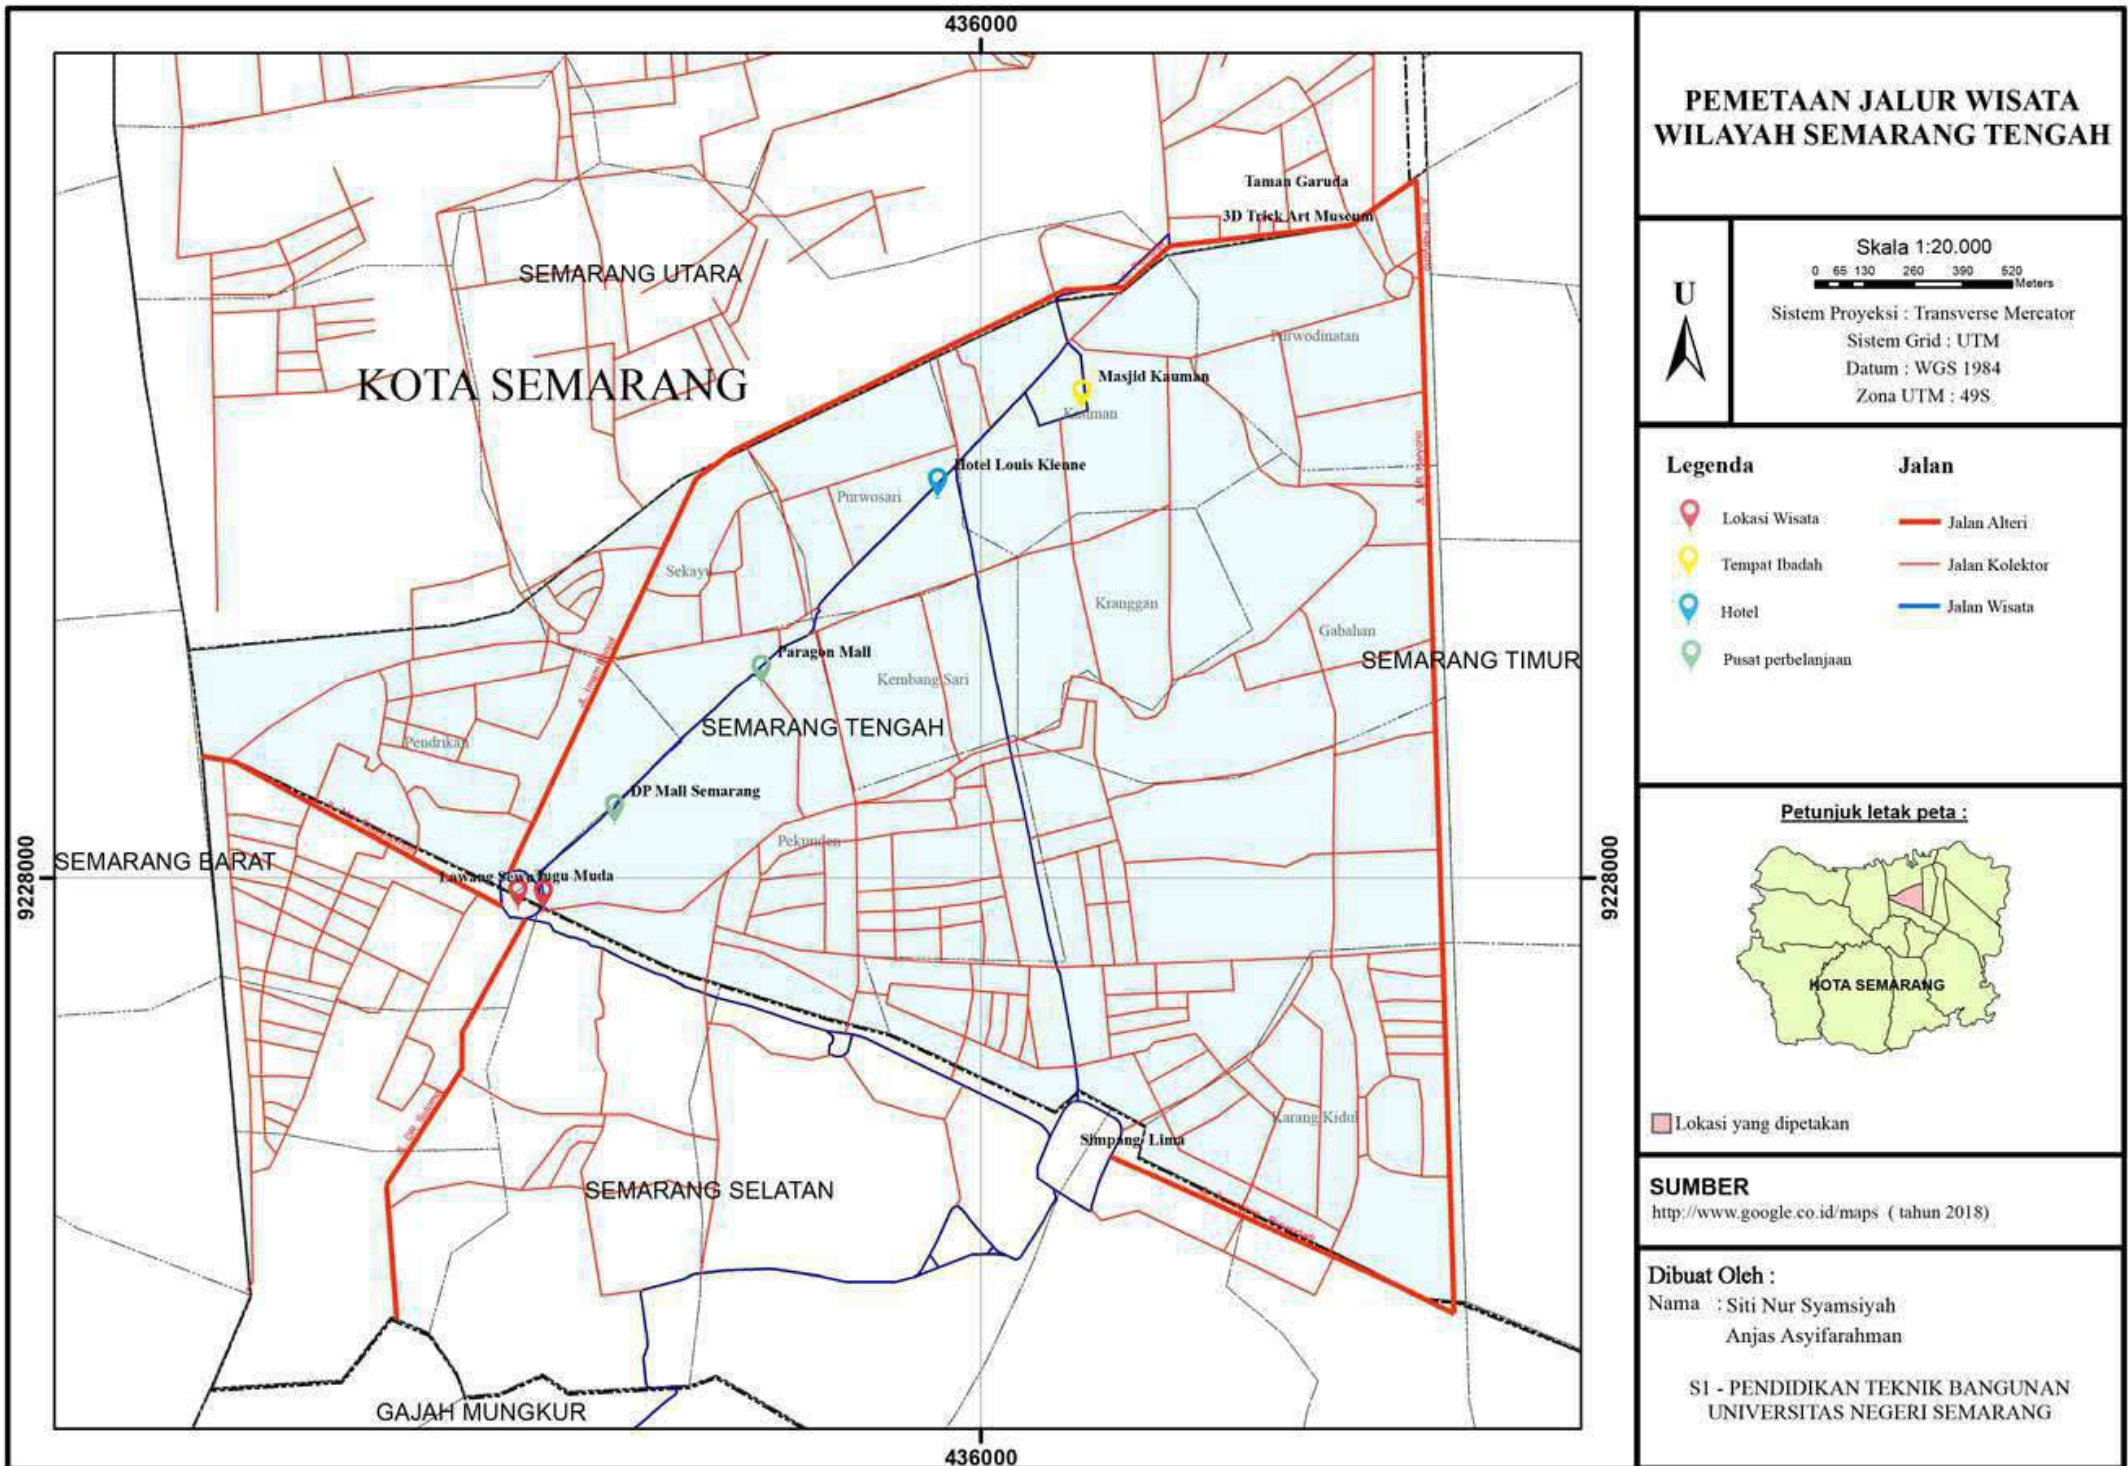 436000
PEMETAAN JALUR WISATA
WILAYAH SEMARANG TENGAH
Skala 1:20.000
0 65 130 260 390 520
Meters
U
Sistem Proyeksi : Transverse Mercator
Sistem Grid : UTM
Datum : WGS 1984
Zona UTM : 49S
Legenda
Lokasi Wisata
Tempat Ibadah
Hotel
Pusat perbelanjaan
Jalan
Jalan Alteri
Jalan Kolektor
Jalan Wisata
Petunjuk letak peta :
KOTA SEMARANG
Lokasi yang dipetakan
SUMBER
http://www.google.co.id/maps ( tahun 2018)
Dibuat Oleh :
Nama : Siti Nur Syamsiyah
Anjas Asyifarahman
S1 - PENDIDIKAN TEKNIK BANGUNAN
UNIVERSITAS NEGERI SEMARANG
Taman Garuda
3D Trick Art Museum
SEMARANG UTARA
KOTA SEMARANG
Purwodinatan
Masjid Kauman
Kauman
Hotel Louis Kienne
Purwosari
Sekayu
Kranggan
Gabahan
SEMARANG TIMUR
Paragon Mall
Kembang Sari
SEMARANG TENGAH
Pendrikan
DP Mall Semarang
Pekunden
SEMARANG BARAT
Lawang Sewu
Tugu Muda
9228000
9228000
Karang Kidul
Simpang Lima
SEMARANG SELATAN
GAJAH MUNGKUR
436000